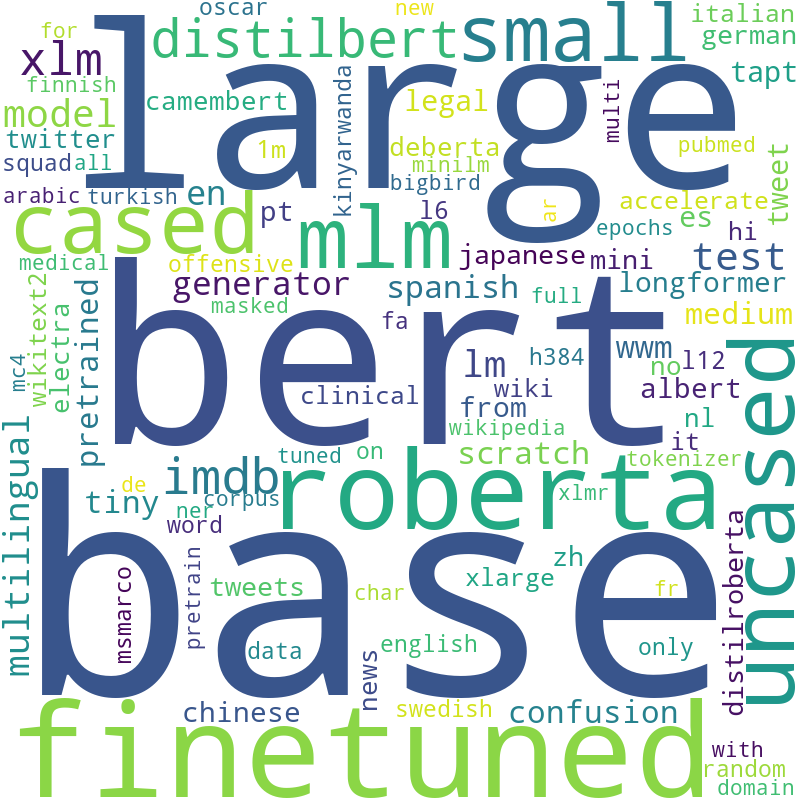 oscar
new
italian
for
distilbert
small
german
xlm
large
finnish
camembert
legal
multi
tapt
model
kinyarwanda
twitter
1m
deberta
pubmed
squad
all
minilm
tweet
arabic
turkish
en
bigbird
accelerate
cased
pt
mlm
l6
ar
es
epochs
hi
medical
offensive
japanese
mini
test
generator
spanish
full
longformer
wikitext2
masked
medium
mc4
electra
pretrained
bert
fa
wwm
uncased
lm
h384
no
l12
clinical
wiki
albert
from
nl
multilingual
wikipedia
it
tuned
on
scratch
imdb
roberta
tokenizer
tiny
de
corpus
xlmr
ner
word
base
distilroberta
msmarco
pretrain
zh
tweets
char
xlarge
fr
data
english
only
news
chinese
swedish
confusion
finetuned
with
random
domain